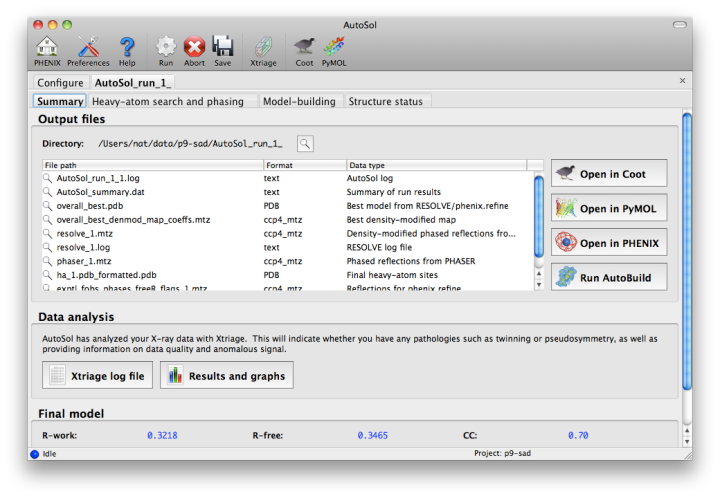 AutoSol
PHENIX Preferences Help Run Abort Save Xtriage Coot PyMOL
Configure AutoSol_run_1_ ×
Summary Heavy-atom search and phasing Model-building Structure status
Output files
Directory: /Users/nat/data/p9-sad/AutoSol_run_1_
File path Format Data type
AutoSol_run_1_1.log text AutoSol log
AutoSol_summary.dat text Summary of run results
overall_best.pdb PDB Best model from RESOLVE/phenix.refine
overall_best_denmod_map_coeffs.mtz ccp4_mtz Best density-modified map
resolve_1.mtz ccp4_mtz Density-modified phased reflections fro...
resolve_1.log text RESOLVE log file
phaser_1.mtz ccp4_mtz Phased reflections from PHASER
ha_1.pdb_formatted.pdb PDB Final heavy-atom sites
exptl_fobs_phases_freeR_flags_1.mtz ccp4_mtz Reflections for phenix.refine
Open in Coot
Open in PyMOL
Open in PHENIX
Run AutoBuild
Data analysis
AutoSol has analyzed your X-ray data with Xtriage. This will indicate whether you have any pathologies such as twinning or pseudosymmetry, as well as
providing information on data quality and anomalous signal.
Xtriage log file Results and graphs
Final model
R-work: 0.3218 R-free: 0.3465 CC: 0.70
Idle Project: p9-sad